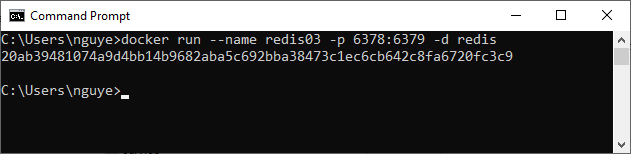 Command Prompt
C:\Users\nguye>docker run --name redis03 -p 6378:6379 -d redis
20ab39481074a9d4bb14b9682aba5c692bba38473c1ec6cb642c8fa6720fc3c9
C:\Users\nguye>